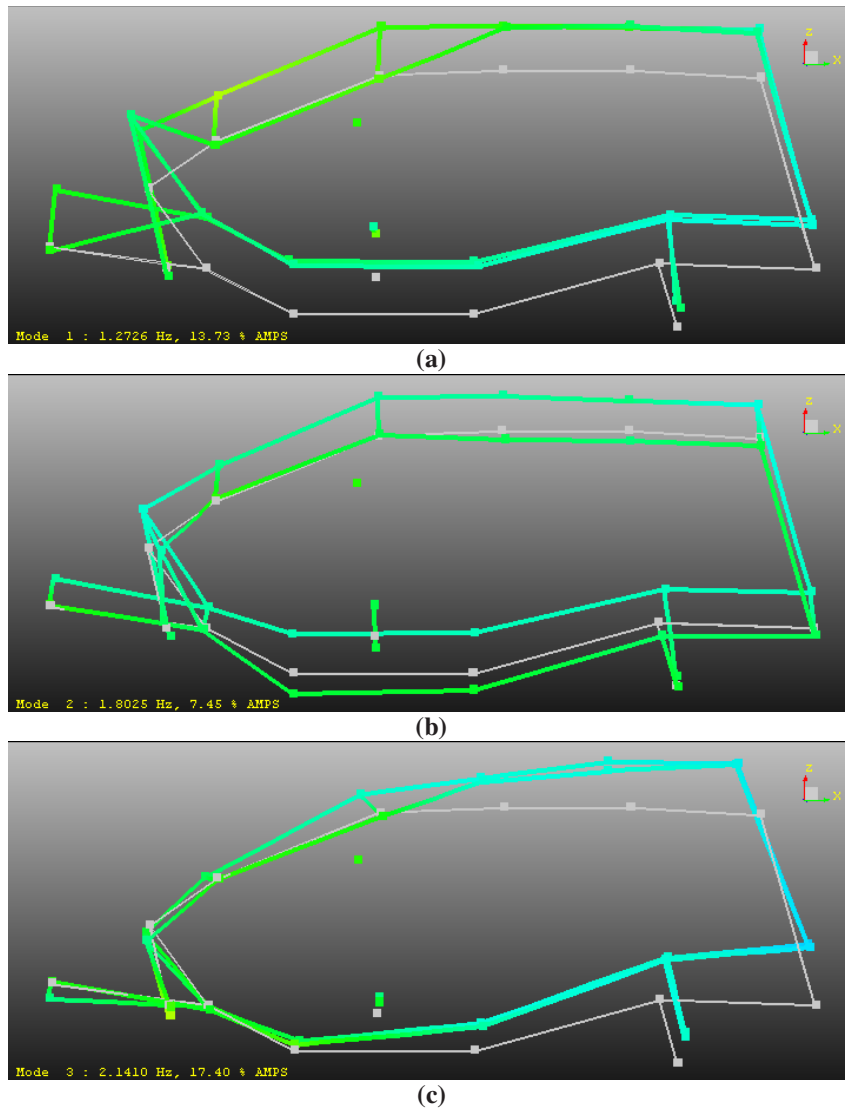 Z
X
Mode 1 : 1.2726 Hz, 13.73 % AMPS
(a)
Z
X
Mode 2 : 1.8025 Hz, 7.45 % AMPS
(b)
Z
X
Mode 3 : 2.1410 Hz, 17.40 % AMPS
(c)